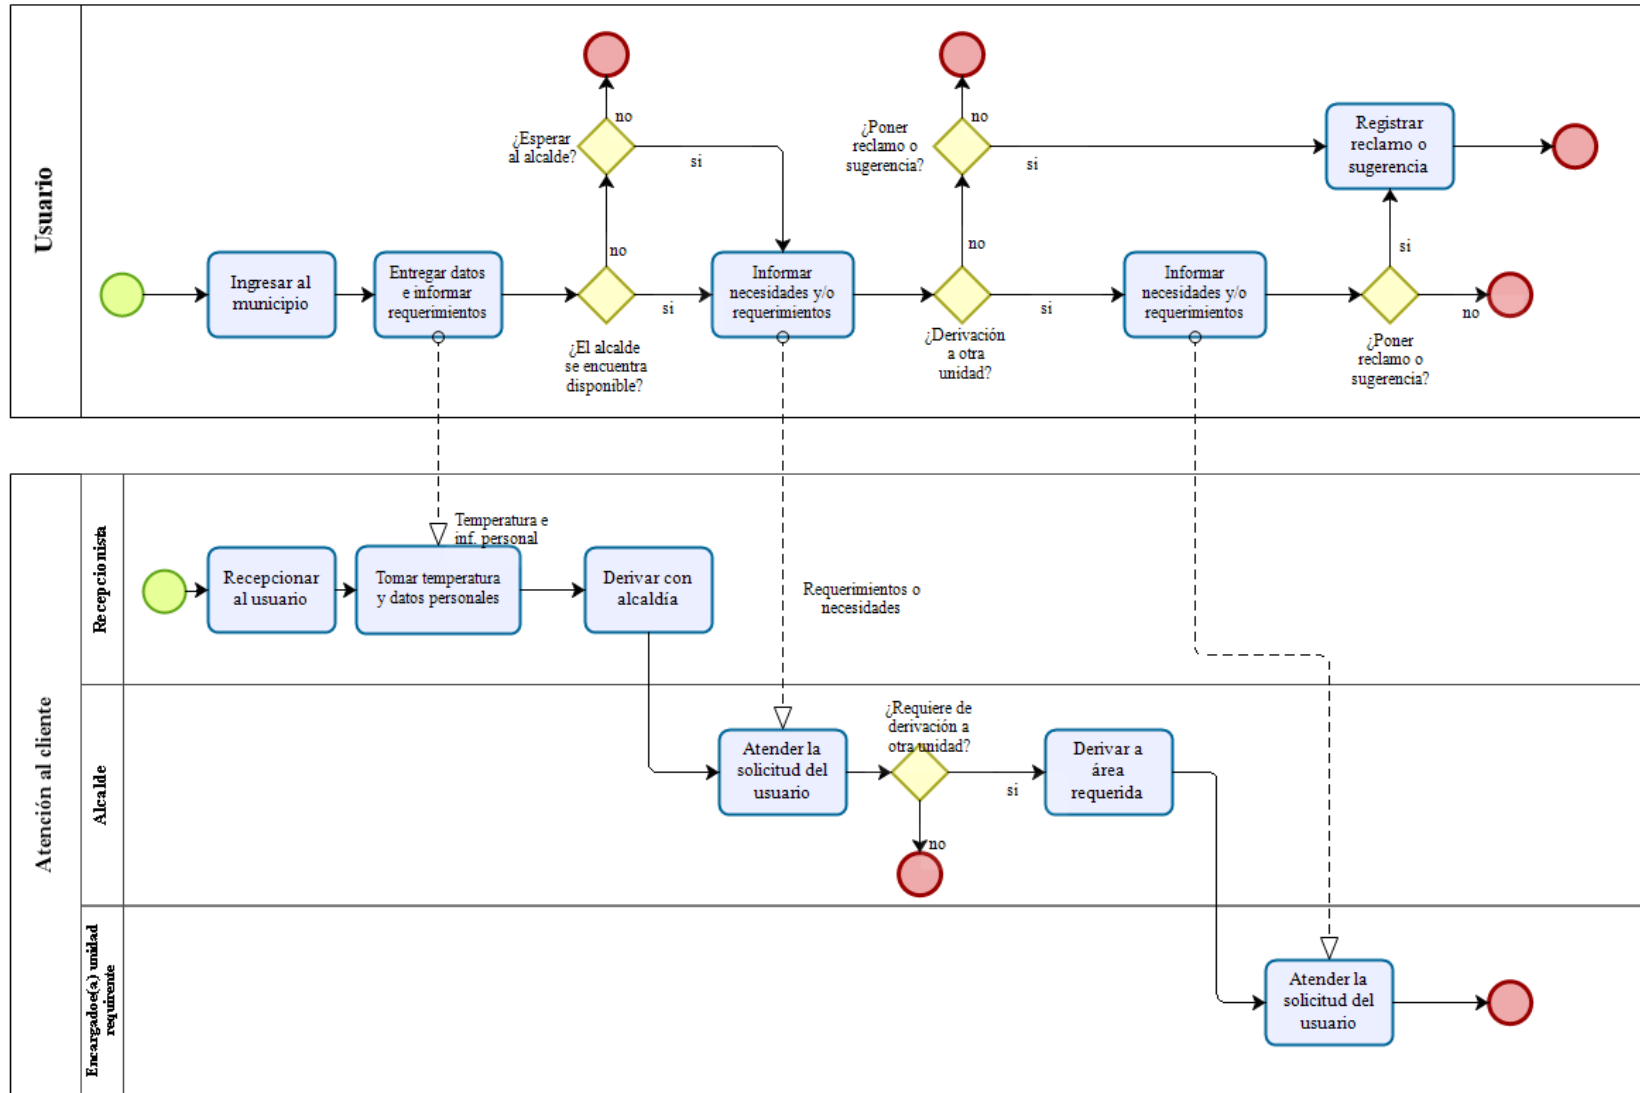 Usuario
¿Esperar
al alcalde?
no
si
¿Poner
reclamo o
sugerencia?
no
si
Registrar
reclamo o
sugerencia
Ingresar al
municipio
Entregar datos
e informar
requerimientos
no
si
¿El alcalde
se encuentra
disponible?
Informar
necesidades y/o
requerimientos
no
si
¿Derivación
a otra
unidad?
Informar
necesidades y/o
requerimientos
si
no
¿Poner
reclamo o
sugerencia?
Atención al cliente
Recepcionista
Temperatura e
inf. personal
Recepcionar
al usuario
Tomar temperatura
y datos personales
Derivar con
alcaldía
Requerimientos o
necesidades
Alcalde
Atender la
solicitud del
usuario
¿Requiere de
derivación a
otra unidad?
si
no
Derivar a
área
requerida
Encargadoe(a) unidad
requirente
Atender la
solicitud del
usuario